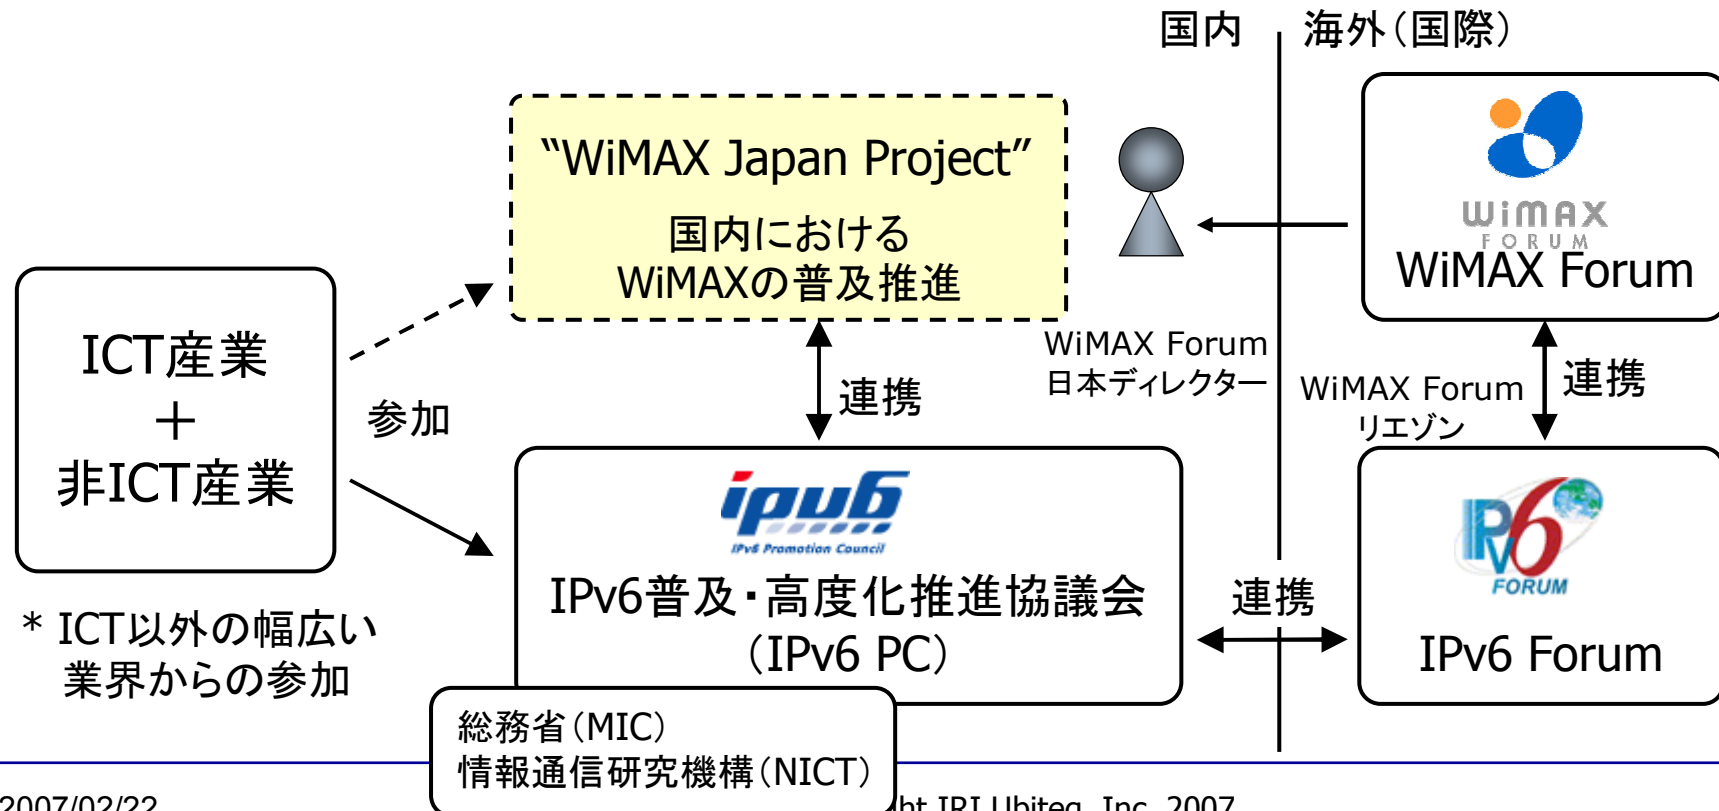 国内
海外（国際）
“WiMAX Japan Project”
国内における
WiMAXの普及推進
WiMAX
FORUM
WiMAX Forum
ICT産業
＋
非ICT産業
参加
連携
WiMAX Forum
日本ディレクター
WiMAX Forum
リエゾン
連携
ipv6
IPv6 Promotion Council
IPv6普及・高度化推進協議会
（IPv6 PC）
連携
IPv6
FORUM
IPv6 Forum
* ICT以外の幅広い
業界からの参加
総務省（MIC）
情報通信研究機構（NICT）
2007/02/22
ht IRI Ubiteq, Inc. 2007